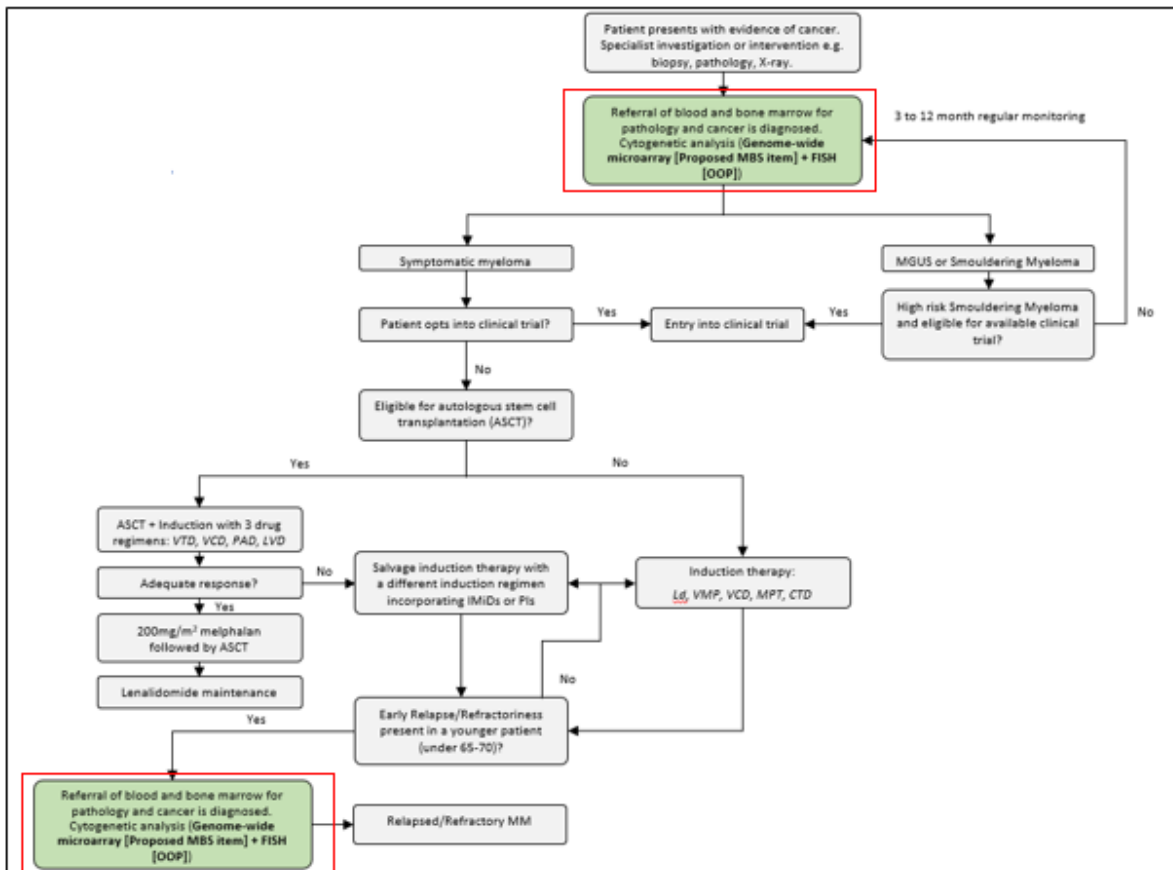 Patient presents with evidence of cancer.
Specialist investigation or intervention e.g.
biopsy, pathology, X-ray.
Referral of blood and bone marrow for
pathology and cancer is diagnosed.
Cytogenetic analysis (Genome-wide
microarray [Proposed MBS item] + FISH
[OOP])
3 to 12 month regular monitoring
Symptomatic myeloma
MGUS or Smouldering Myeloma
Patient opts into clinical trial?
Yes
Entry into clinical trial
Yes
High risk Smouldering Myeloma
and eligible for available clinical
trial?
No
No
Eligible for autologous stem cell
transplantation (ASCT)?
Yes
No
ASCT + Induction with 3 drug
regimens: VTD, VCD, PAD, LVD
Adequate response?
No
Salvage induction therapy with
a different induction regimen
incorporating IMiDs or PIs
Induction therapy:
Ld, VMP, VCD, MPT, CTD
Yes
200mg/m² melphalan
followed by ASCT
Lenalidomide maintenance
No
Yes
Early Relapse/Refractoriness
present in a younger patient
(under 65-70)?
Referral of blood and bone marrow for
pathology and cancer is diagnosed.
Cytogenetic analysis (Genome-wide
microarray [Proposed MBS item] + FISH
[OOP])
Relapsed/Refractory MM